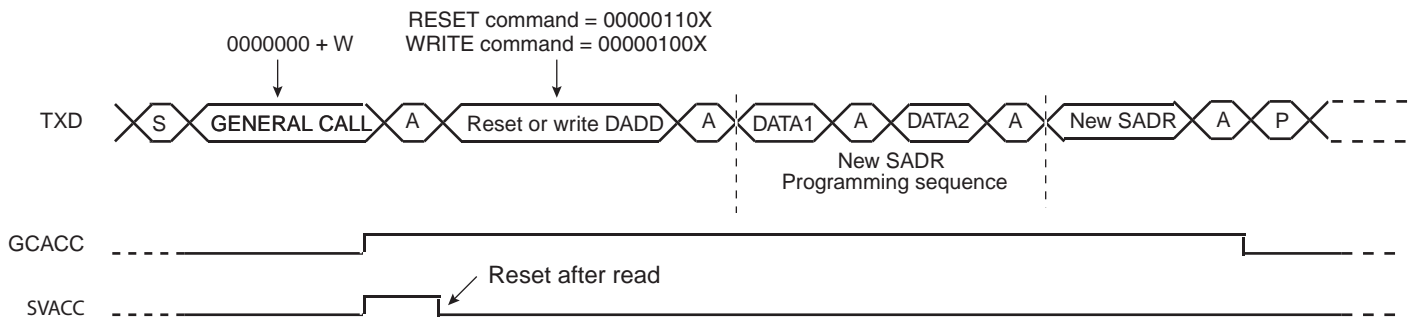 RESET command = 00000110X
0000000 + W
WRITE command = 00000100X
TXD
S
GENERAL CALL
A
Reset or write DADD
A
DATA1
A
DATA2
A
New SADR
A
P
New SADR
Programming sequence
GCACC
Reset after read
SVACC